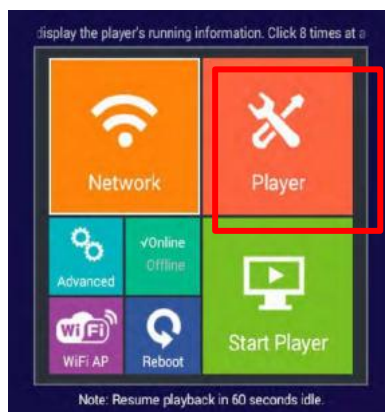 display the player's running information. Click 8 times at a
Network
Player
Advanced
√Online
Offline
WiFi
WiFi AP
Reboot
Start Player
Note: Resume playback in 60 seconds idle.